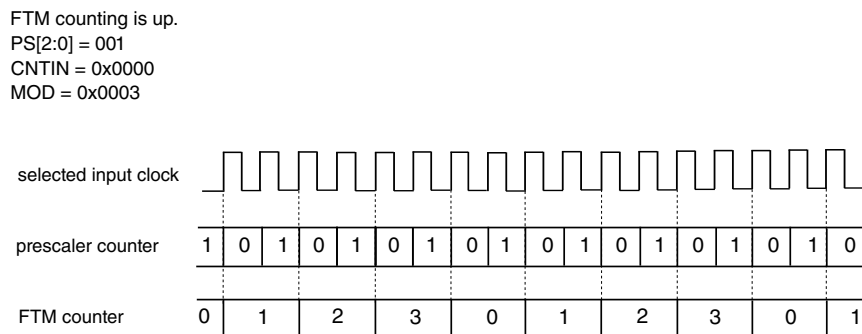 FTM counting is up.
PS[2:0] = 001
CNTIN = 0x0000
MOD = 0x0003
selected input clock
prescaler counter 1 0 1 0 1 0 1 0 1 0 1 0 1 0 1 0 1 0
FTM counter 0 1 2 3 0 1 2 3 0 1